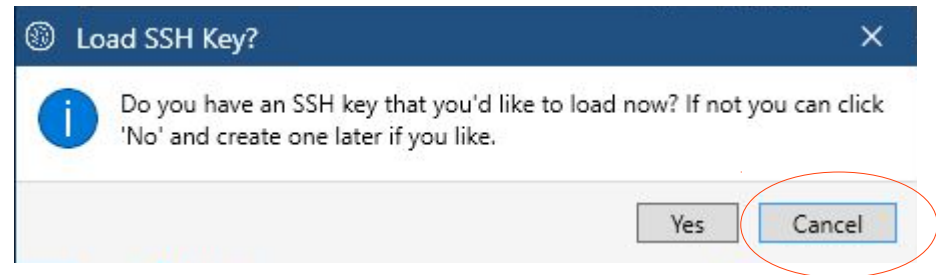 Load SSH Key?
Do you have an SSH key that you'd like to load now? If not you can click
'No' and create one later if you like.
Yes Cancel